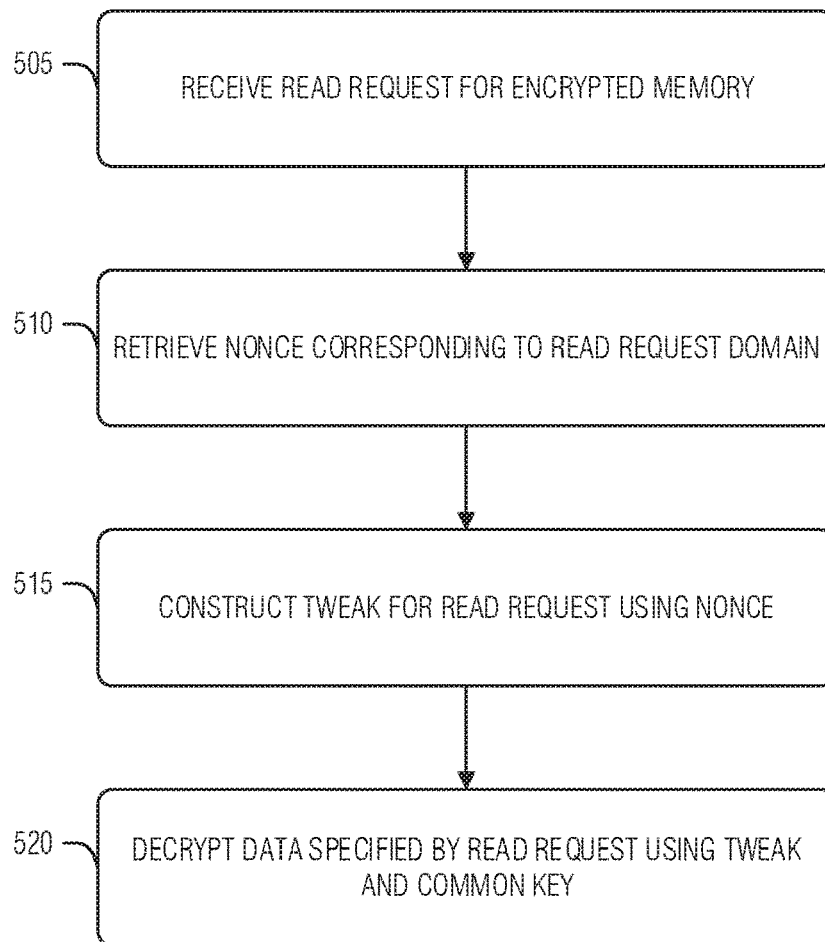 505
RECEIVE READ REQUEST FOR ENCRYPTED MEMORY
510
RETRIEVE NONCE CORRESPONDING TO READ REQUEST DOMAIN
515
CONSTRUCT TWEAK FOR READ REQUEST USING NONCE
520
DECRYPT DATA SPECIFIED BY READ REQUEST USING TWEAK
AND COMMON KEY